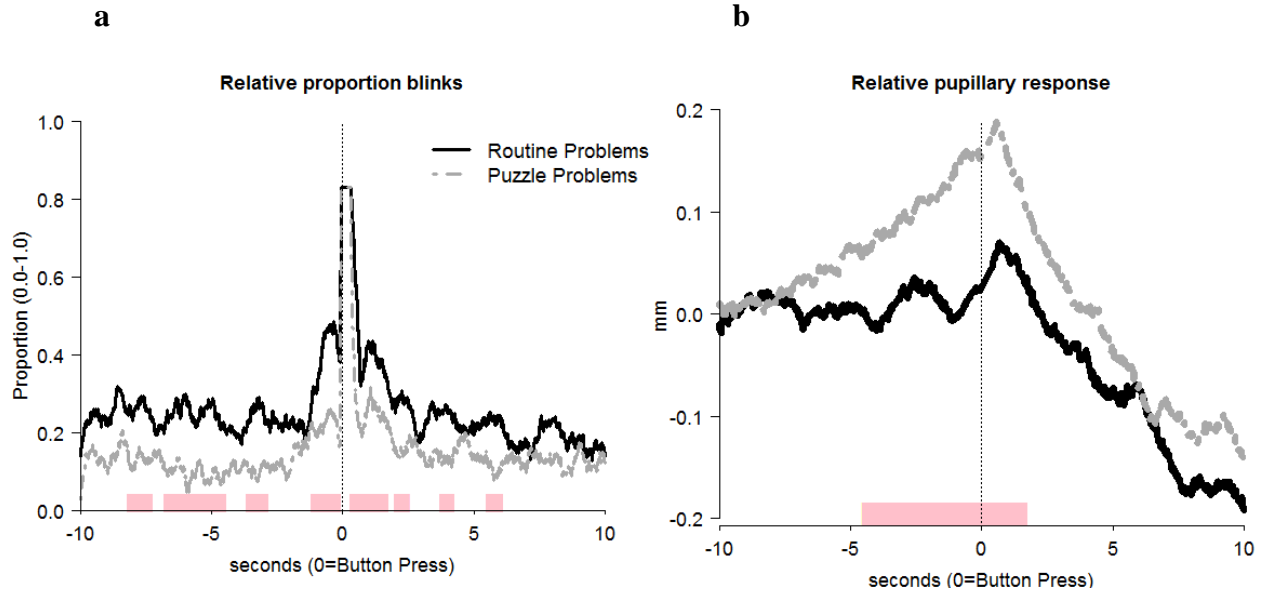 a
Relative proportion blinks
Routine Problems
Puzzle Problems
Proportion (0.0-1.0)
1.0
0.8
0.6
0.4
0.2
0.0
-10
-5
0
5
10
seconds (0=Button Press)
b
Relative pupillary response
mm
0.2
0.1
0.0
-0.1
-0.2
-10
-5
0
5
10
seconds (0=Button Press)